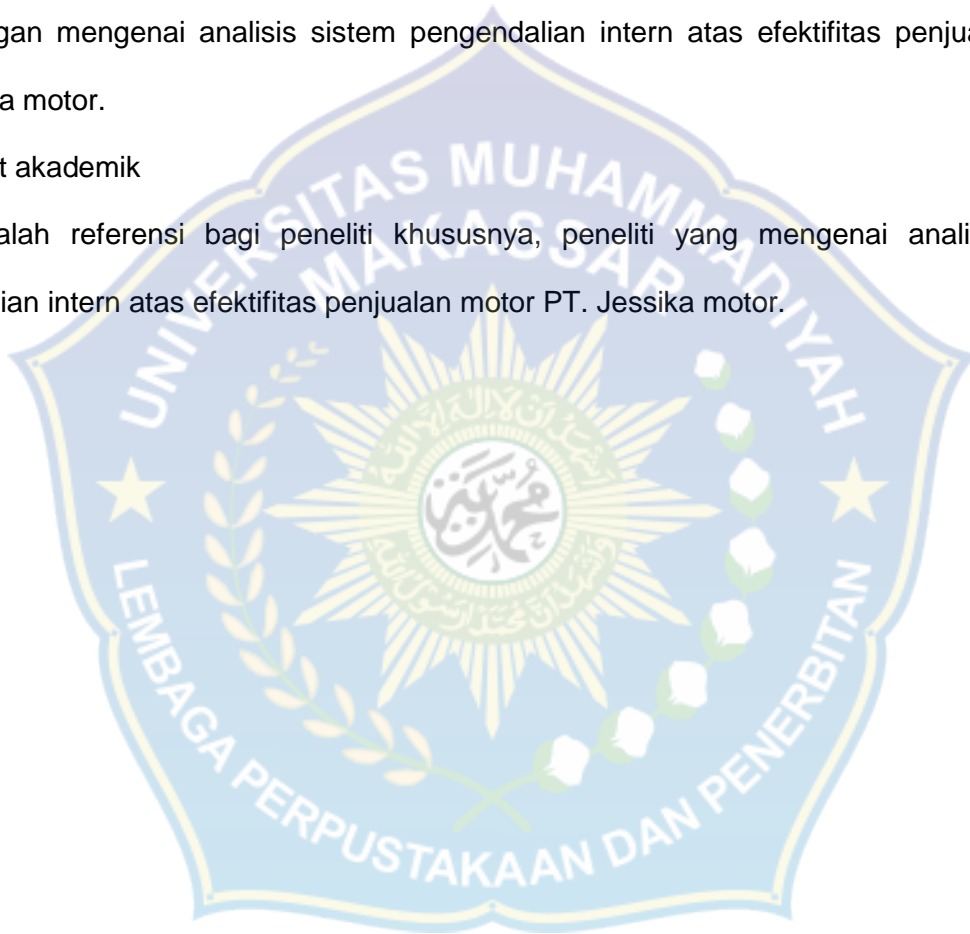 gan mengenai analisis sistem pengendalian intern atas efektifitas penju
a motor.
t akademik
alah referensi bagi peneliti khususnya, peneliti yang mengenai anali
ian intern atas efektifitas penjualan motor PT. Jessika motor.
UNIVERSITAS MUHAMMADIYAH
MAKASSAR
LEMBAGA PERPUSTAKAAN DAN PENERBITAN